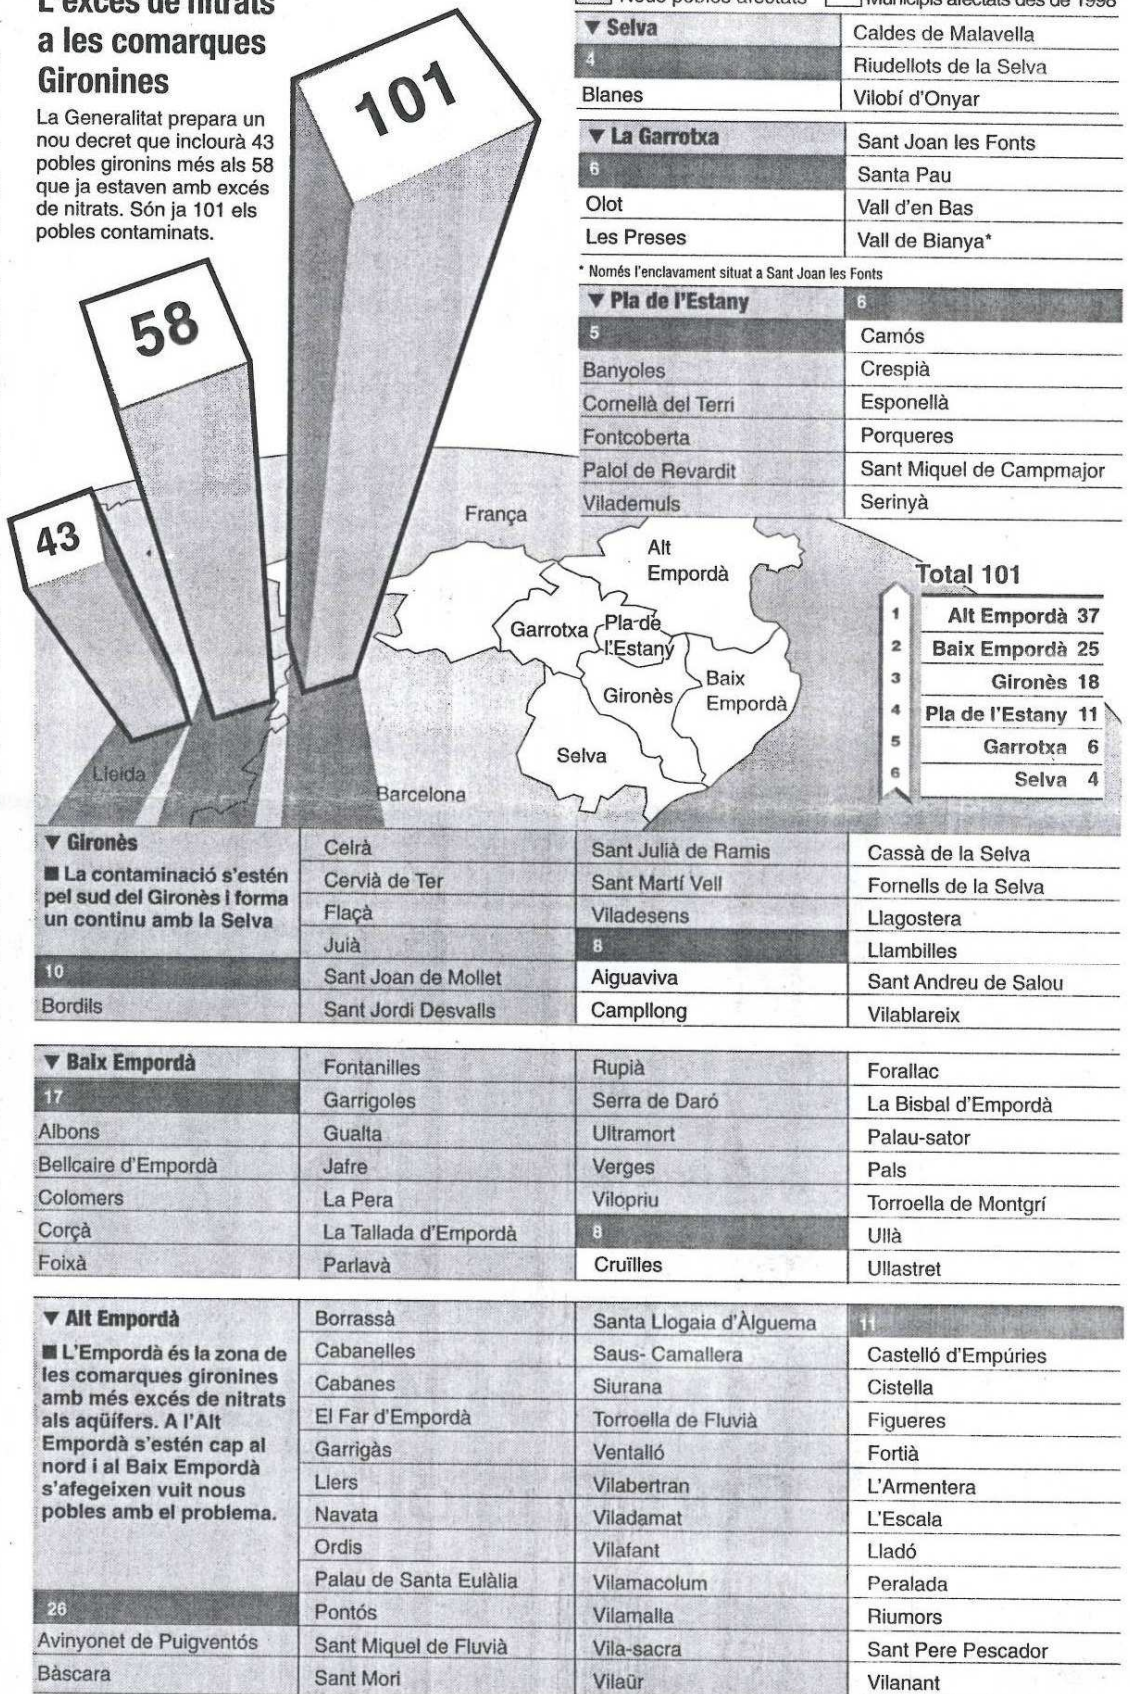 L'excés de nitrats
a les comarques
Gironines
La Generalitat prepara un
nou decret que inclourà 43
pobles gironins més als 58
que ja estaven amb excés
de nitrats. Són ja 101 els
pobles contaminats.
101
58
43
Nous pobles afectats
Municipis afectats des de 1998
▼ Selva
4
Blanes
Caldes de Malavella
Riudellots de la Selva
Vilobí d'Onyar
▼ La Garrotxa
6
Olot
Les Preses
Sant Joan les Fonts
Santa Pau
Vall d'en Bas
Vall de Bianya*
* Només l'enclavament situat a Sant Joan les Fonts
▼ Pla de l'Estany
5
Banyoles
Cornellà del Terri
Fontcoberta
Palol de Revardit
Vilademuls
6
Camós
Crespià
Esponellà
Porqueres
Sant Miquel de Campmajor
Serinyà
França
Alt
Empordà
Garrotxa
Pla de
l'Estany
Gironès
Baix
Empordà
Selva
Lleida
Barcelona
Total 101
1 Alt Empordà 37
2 Baix Empordà 25
3 Gironès 18
4 Pla de l'Estany 11
5 Garrotxa 6
6 Selva 4
▼ Gironès
■ La contaminació s'estén
pel sud del Gironès i forma
un continu amb la Selva
10
Bordils
Celrà
Cervià de Ter
Flaçà
Juià
Sant Joan de Mollet
Sant Jordi Desvalls
Sant Julià de Ramis
Sant Martí Vell
Viladesens
8
Aiguaviva
Campllong
Cassà de la Selva
Fornells de la Selva
Llagostera
Llambilles
Sant Andreu de Salou
Vilablareix
▼ Baix Empordà
17
Albons
Bellcaire d'Empordà
Colomers
Corçà
Foixà
Fontanilles
Garrigoles
Gualta
Jafre
La Pera
La Tallada d'Empordà
Parlavà
Rupià
Serra de Daró
Ultramort
Verges
Vilopriu
8
Cruïlles
Forallac
La Bisbal d'Empordà
Palau-sator
Pals
Torroella de Montgrí
Ullà
Ullastret
▼ Alt Empordà
■ L'Empordà és la zona de
les comarques gironines
amb més excés de nitrats
als aqüífers. A l'Alt
Empordà s'estén cap al
nord i al Baix Empordà
s'afegeixen vuit nous
pobles amb el problema.
26
Avinyonet de Puigventós
Bàscara
Borrassà
Cabanelles
Cabanes
El Far d'Empordà
Garrigàs
Llers
Navata
Ordis
Palau de Santa Eulàlia
Pontós
Sant Miquel de Fluvià
Sant Mori
Santa Llogaia d'Àlguema
Saus- Camallera
Siurana
Torroella de Fluvià
Ventalló
Vilabertran
Viladamat
Vilafant
Vilamacolum
Vilamalla
Vila-sacra
Vilaür
11
Castelló d'Empúries
Cistella
Figueres
Fortià
L'Armentera
L'Escala
Lladó
Peralada
Riumors
Sant Pere Pescador
Vilanant